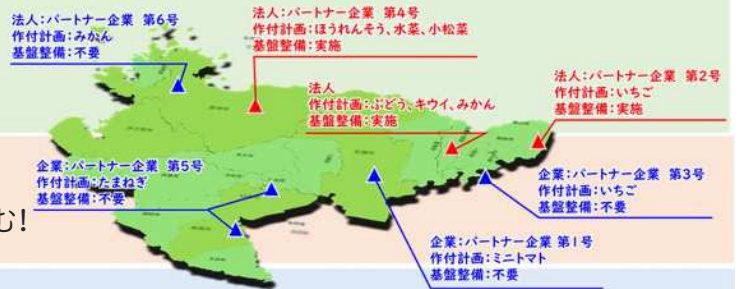 法人:パートナー企業 第6号
作付計画:みかん
基盤整備:不要
法人:パートナー企業 第4号
作付計画:ほうれんそう、水菜、小松菜
基盤整備:実施
法人
作付計画:ぶどう、キウイ、みかん
基盤整備:実施
法人:パートナー企業 第2号
作付計画:いちご
基盤整備:実施
企業:パートナー企業 第5号
作付計画:たまねぎ
基盤整備:不要
企業:パートナー企業 第3号
作付計画:いちご
基盤整備:不要
む!
企業:パートナー企業 第1号
作付計画:ミニトマト
基盤整備:不要